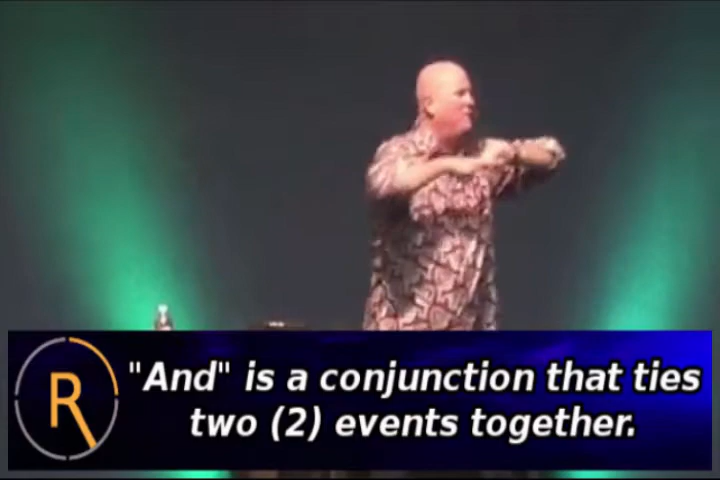 R
"And" is a conjunction that ties
two (2) events together.